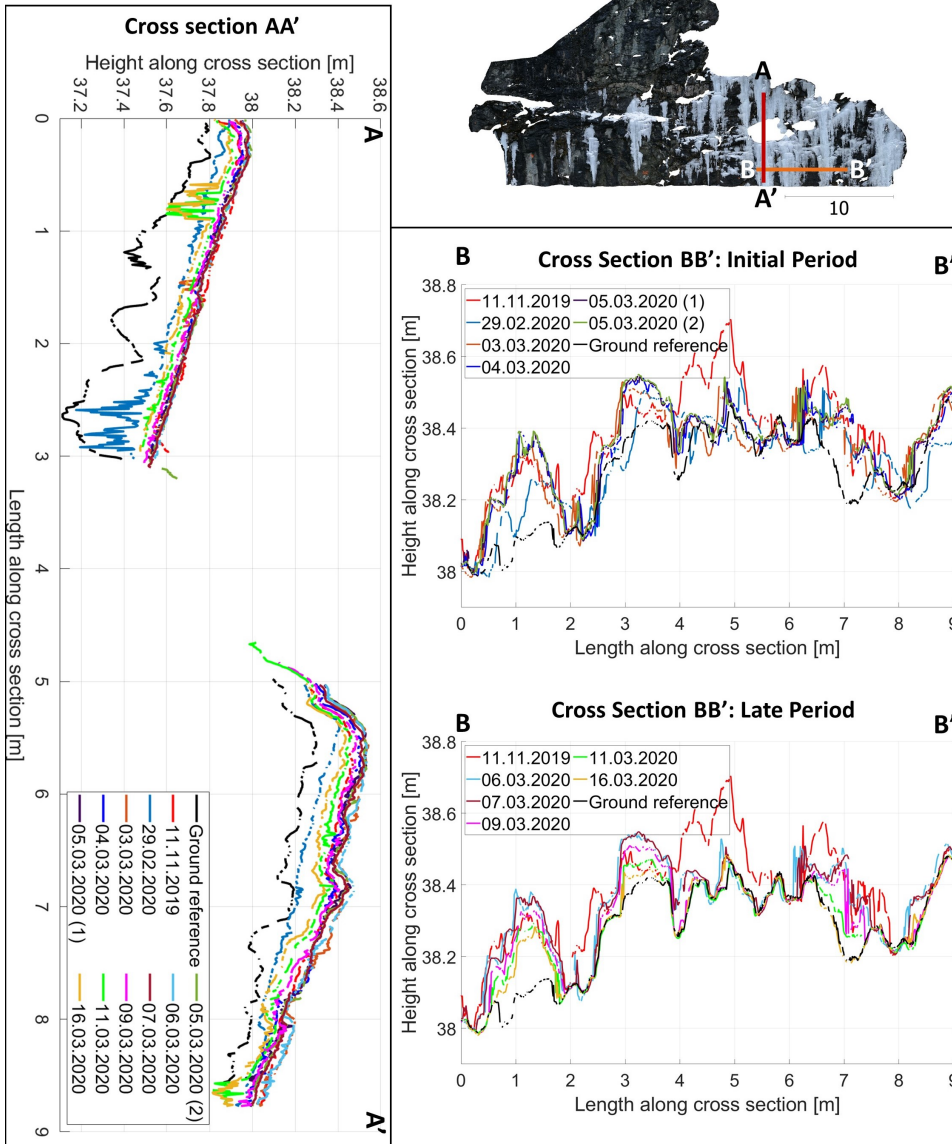 Cross section AA’
Height along cross section [m]
37.2
37.4
37.6
37.8
38
38.2
38.4
38.6
A
0
1
2
3
4
5
6
7
8
9
Length along cross section [m]
Ground reference
11.11.2019
29.02.2020
03.03.2020
04.03.2020
05.03.2020 (1)
05.03.2020 (2)
06.03.2020
07.03.2020
09.03.2020
11.03.2020
16.03.2020
A’
A
B
B’
A’
10
B
Cross Section BB’: Initial Period
B’
38.8
38.6
38.4
38.2
38
Height along cross section [m]
11.11.2019
29.02.2020
03.03.2020
04.03.2020
05.03.2020 (1)
05.03.2020 (2)
Ground reference
0 1 2 3 4 5 6 7 8 9
Length along cross section [m]
Cross Section BB’: Late Period
B
B’
38.8
38.6
38.4
38.2
38
Height along cross section [m]
11.11.2019
06.03.2020
07.03.2020
09.03.2020
11.03.2020
16.03.2020
Ground reference
0 1 2 3 4 5 6 7 8 9
Length along cross section [m]